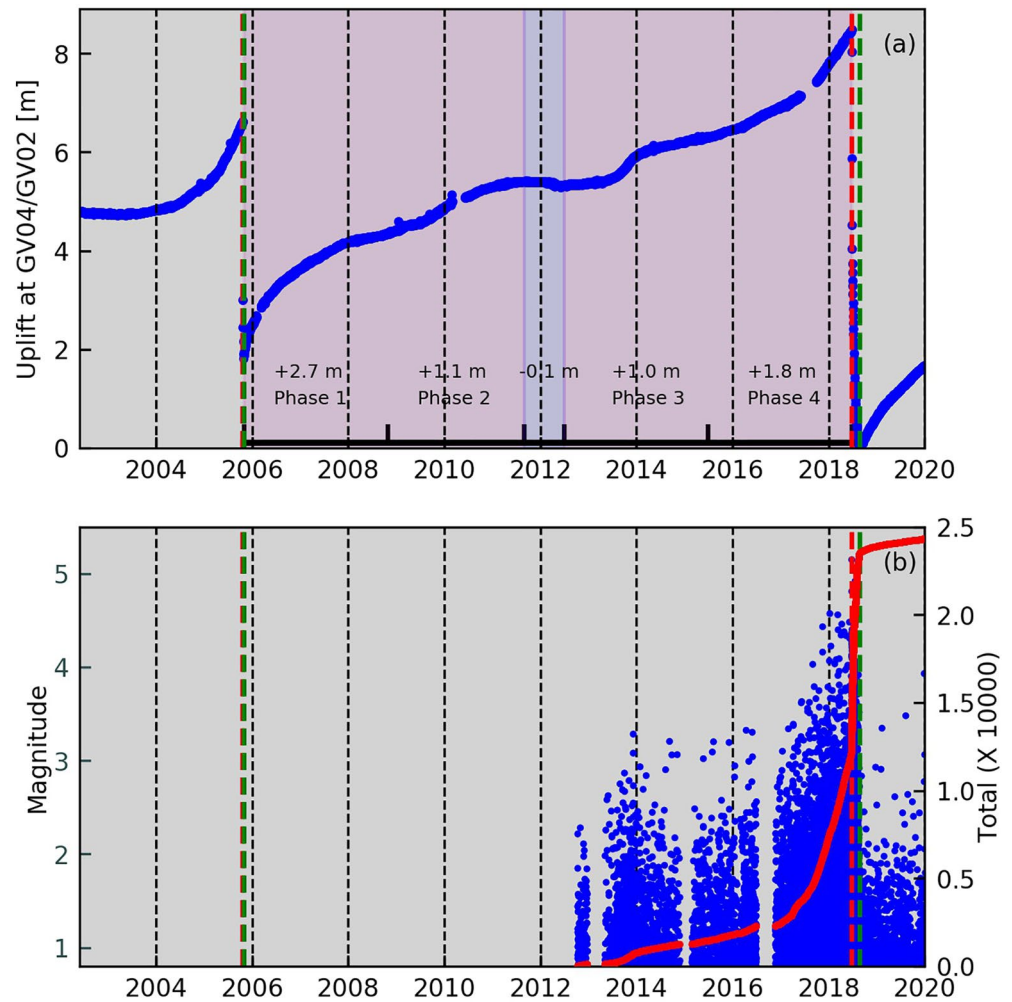 (a)
Uplift at GV04/GV02 [m]
8
6
4
2
0
+2.7 m +1.1 m -0.1 m +1.0 m +1.8 m
Phase 1 Phase 2 Phase 3 Phase 4
2004 2006 2008 2010 2012 2014 2016 2018 2020
(b)
Magnitude
5
4
3
2
1
2.5
2.0
1.5
1.0
0.5
0.0
Total (X 10000)
2004 2006 2008 2010 2012 2014 2016 2018 2020